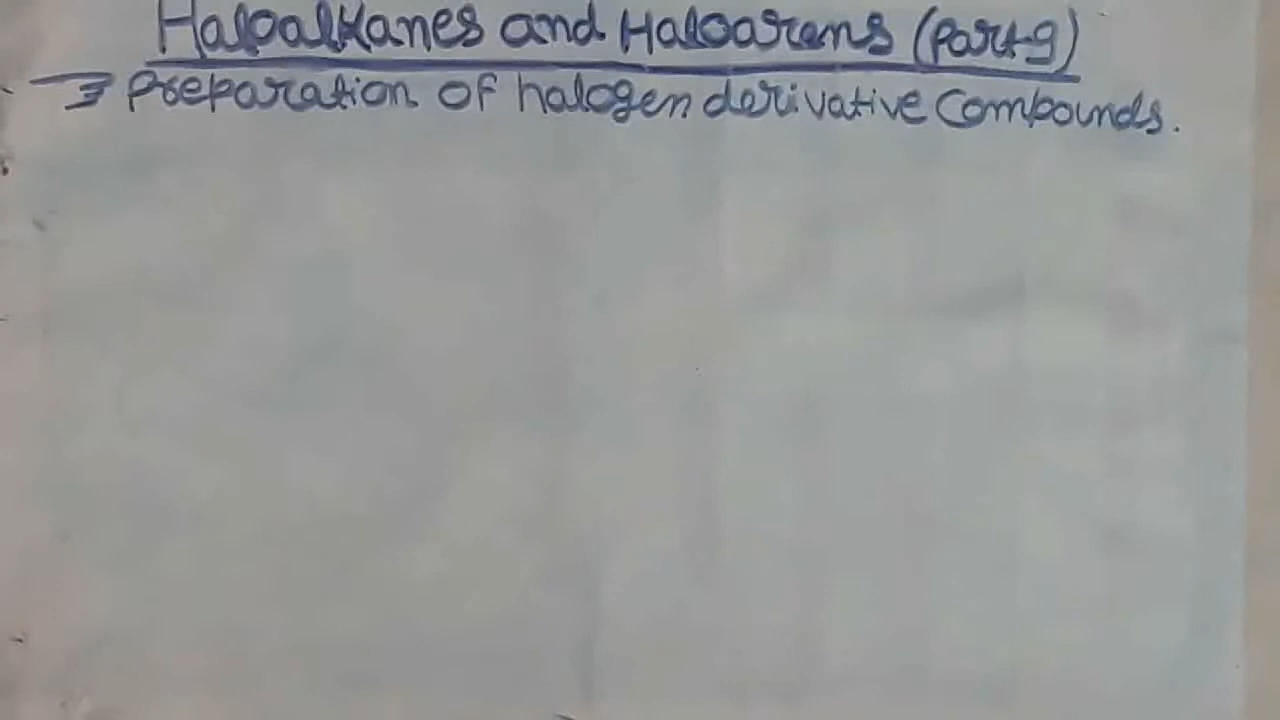 Haloalkanes and Haloarens (Part-9)
→ Preparation of halogen derivative Compounds.